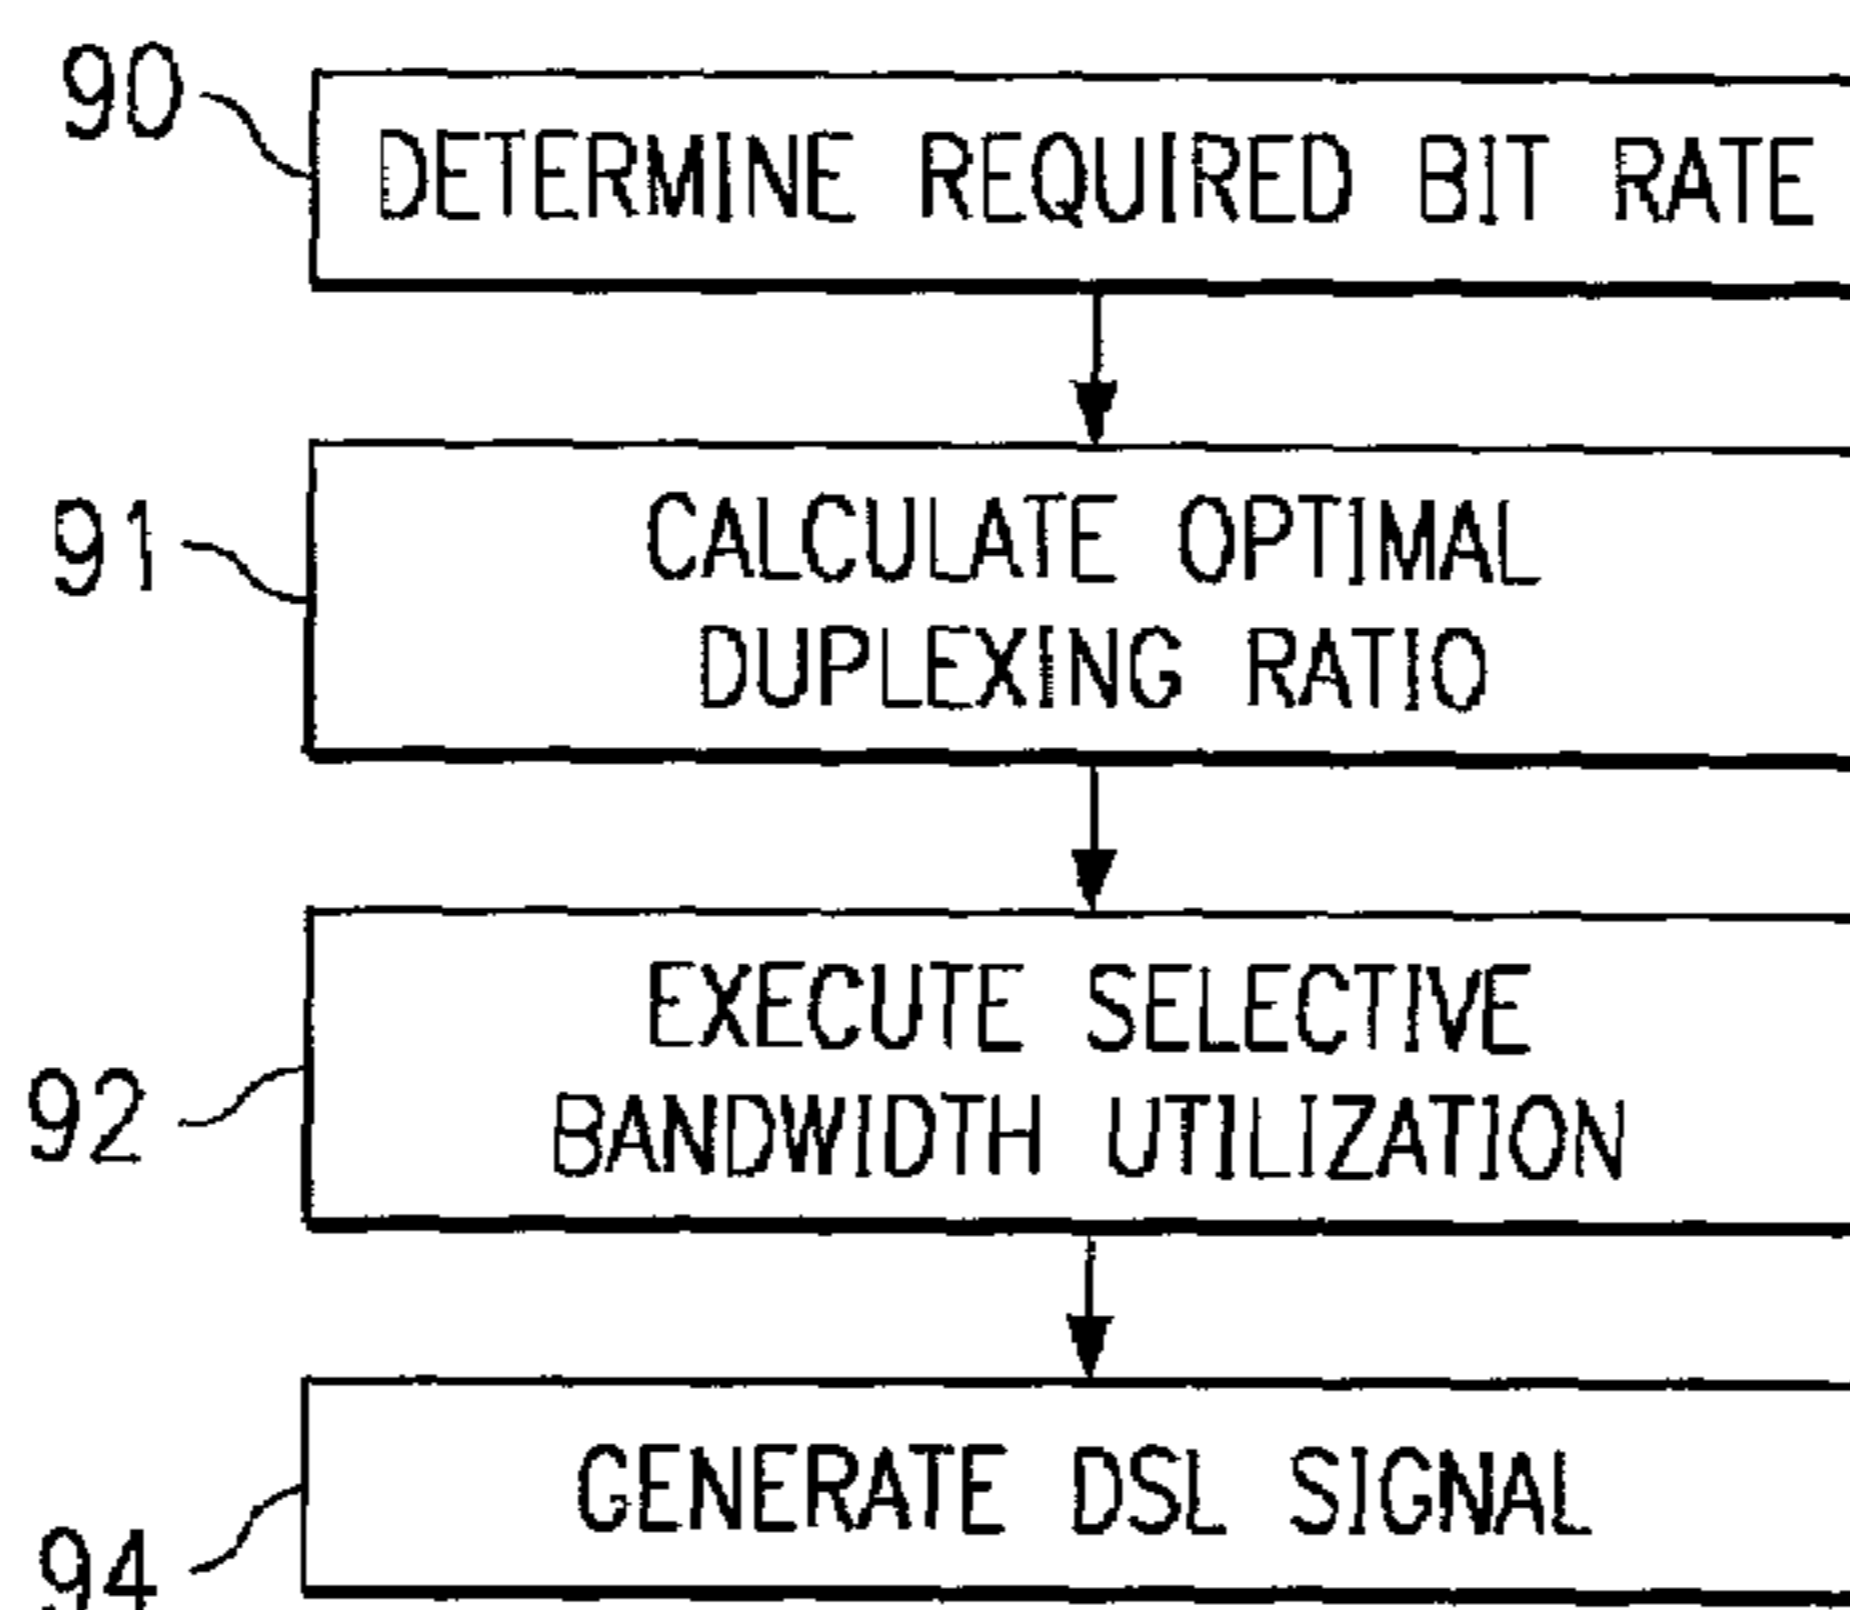 90
DETERMINE REQUIRED BIT RATE
91
CALCULATE OPTIMAL
DUPLEXING RATIO
92
EXECUTE SELECTIVE
BANDWIDTH UTILIZATION
94
GENERATE DSL SIGNAL